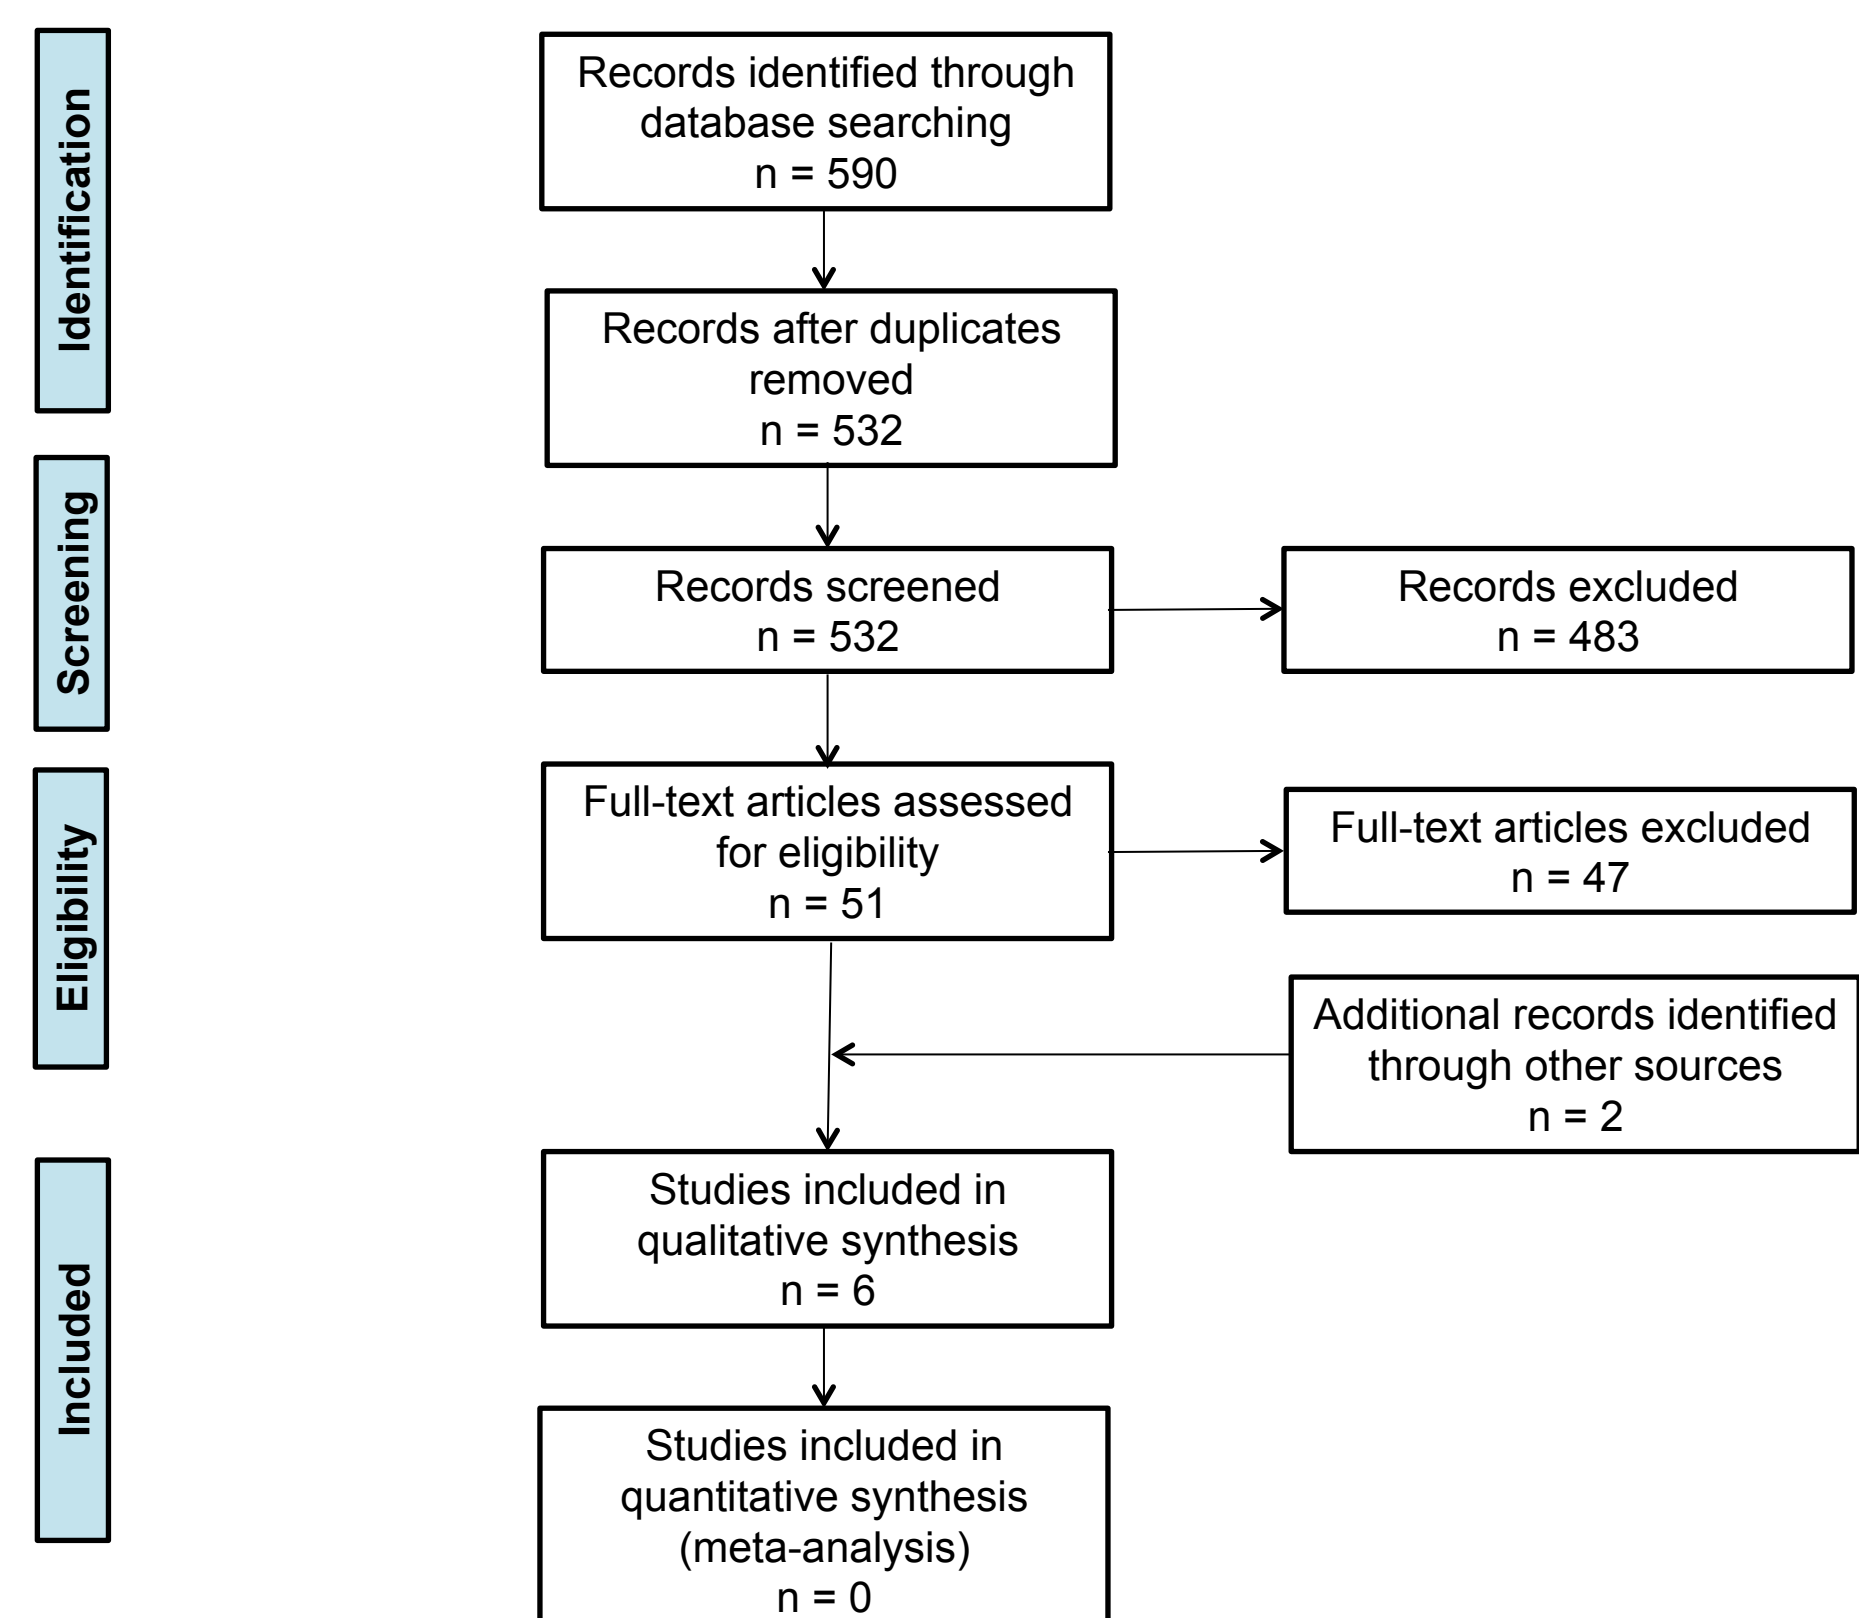 Identification
Records identified through
database searching
n = 590
Records after duplicates
removed
n = 532
Screening
Records screened
n = 532
Records excluded
n = 483
Eligibility
Full-text articles assessed
for eligibility
n = 51
Full-text articles excluded
n = 47
Additional records identified
through other sources
n = 2
Included
Studies included in
qualitative synthesis
n = 6
Studies included in
quantitative synthesis
(meta-analysis)
n = 0